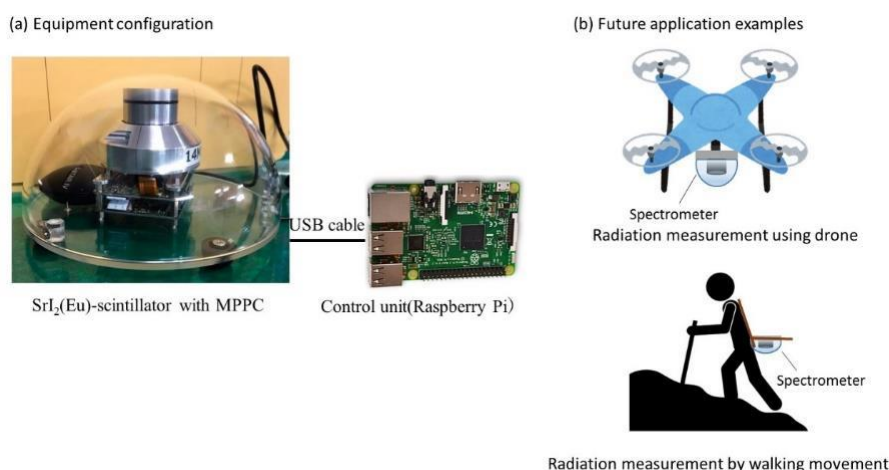 (a) Equipment configuration
(b) Future application examples
14
USB cable
SrI₂(Eu)-scintillator with MPPC
Control unit(Raspberry Pi)
Spectrometer
Radiation measurement using drone
Spectrometer
Radiation measurement by walking movement